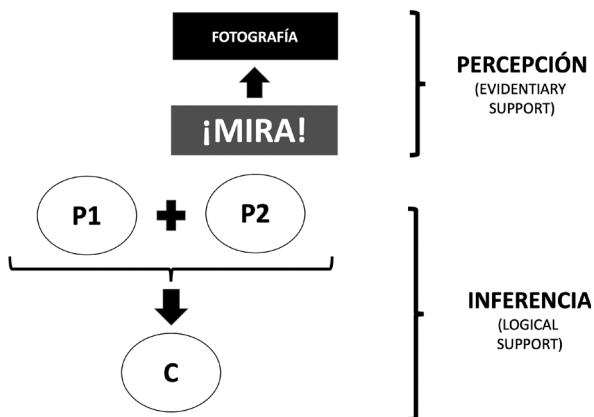 FOTOGRAFÍA
¡MIRA!
PERCEPCIÓN
(EVIDENTIARY
SUPPORT)
P1
P2
C
INFERENCIA
(LOGICAL
SUPPORT)